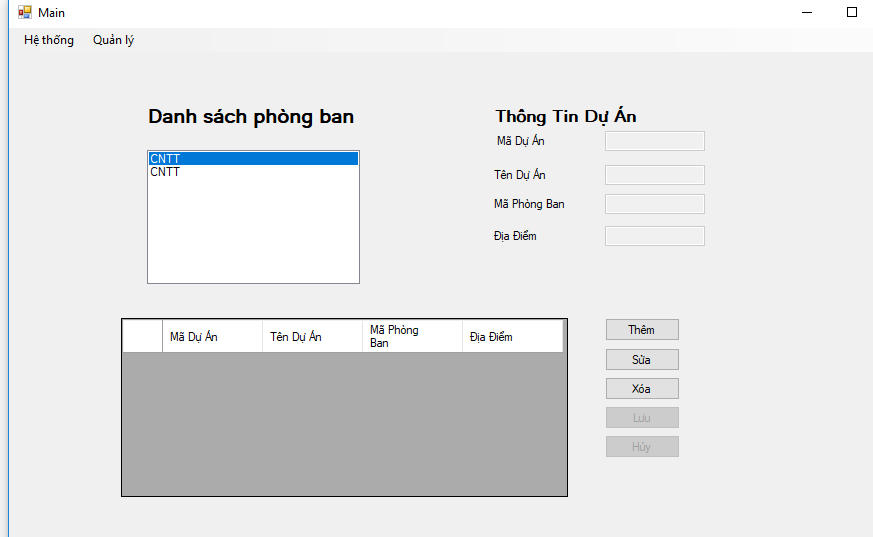 Main
Hệ thống Quản lý
Danh sách phòng ban
CNTT
CNTT
Thông Tin Dự Án
Mã Dự Án
Tên Dự Án
Mã Phòng Ban
Địa Điểm
Mã Dự Án Tên Dự Án Mã Phòng Ban Địa Điểm
Thêm
Sửa
Xóa
Lưu
Hủy